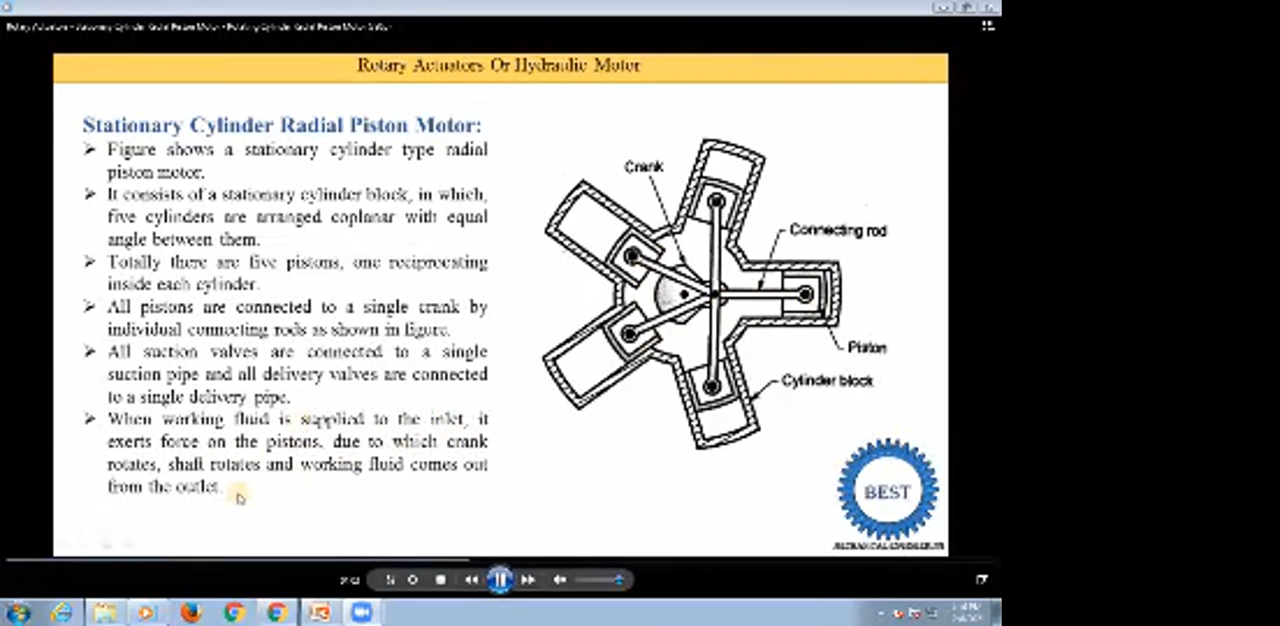 Rotary Actuators Or Hydraulic Motor
Stationary Cylinder Radial Piston Motor:
➢ Figure shows a stationary cylinder type radial
piston motor.
➢ It consists of a stationary cylinder block, in which,
five cylinders are arranged coplanar with equal
angle between them.
➢ Totally there are five pistons, one reciprocating
inside each cylinder.
➢ All pistons are connected to a single crank by
individual connecting rods as shown in figure.
➢ All suction valves are connected to a single
suction pipe and all delivery valves are connected
to a single delivery pipe.
➢ When working fluid is supplied to the inlet, it
exerts force on the pistons, due to which crank
rotates, shaft rotates and working fluid comes out
from the outlet.
Crank
Connecting rod
Piston
Cylinder block
BEST